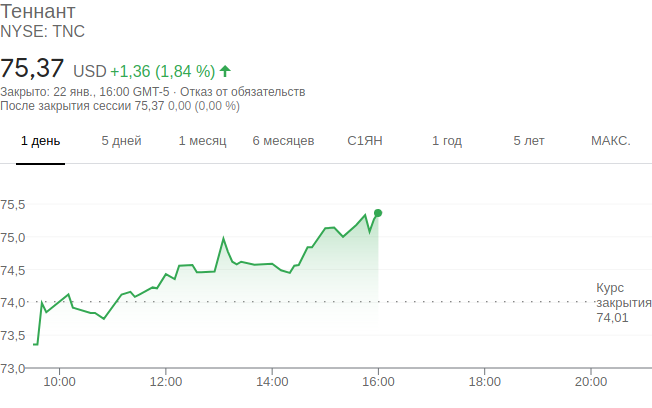 Теннант
NYSE: TNC
75,37 USD +1,36 (1,84 %)
Закрыто: 22 янв., 16:00 GMT-5 · Отказ от обязательств
После закрытия сессии 75,37 0,00 (0,00 %)
1 день 5 дней 1 месяц 6 месяцев С1ЯН 1 год 5 лет МАКС.
75,5
75,0
74,5
74,0
73,5
73,0
Курс
закрытия
74,01
10:00 12:00 14:00 16:00 18:00 20:00